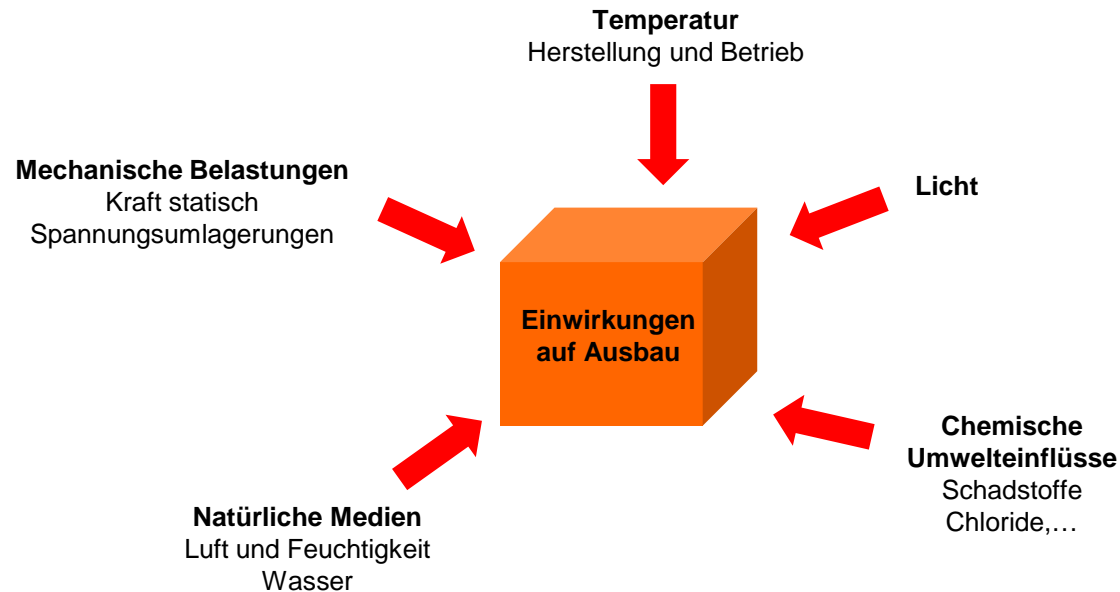 Temperatur
Herstellung und Betrieb
Mechanische Belastungen
Kraft statisch
Spannungsumlagerungen
Licht
Einwirkungen
auf Ausbau
Chemische
Umwelteinflüsse
Schadstoffe
Chloride,…
Natürliche Medien
Luft und Feuchtigkeit
Wasser